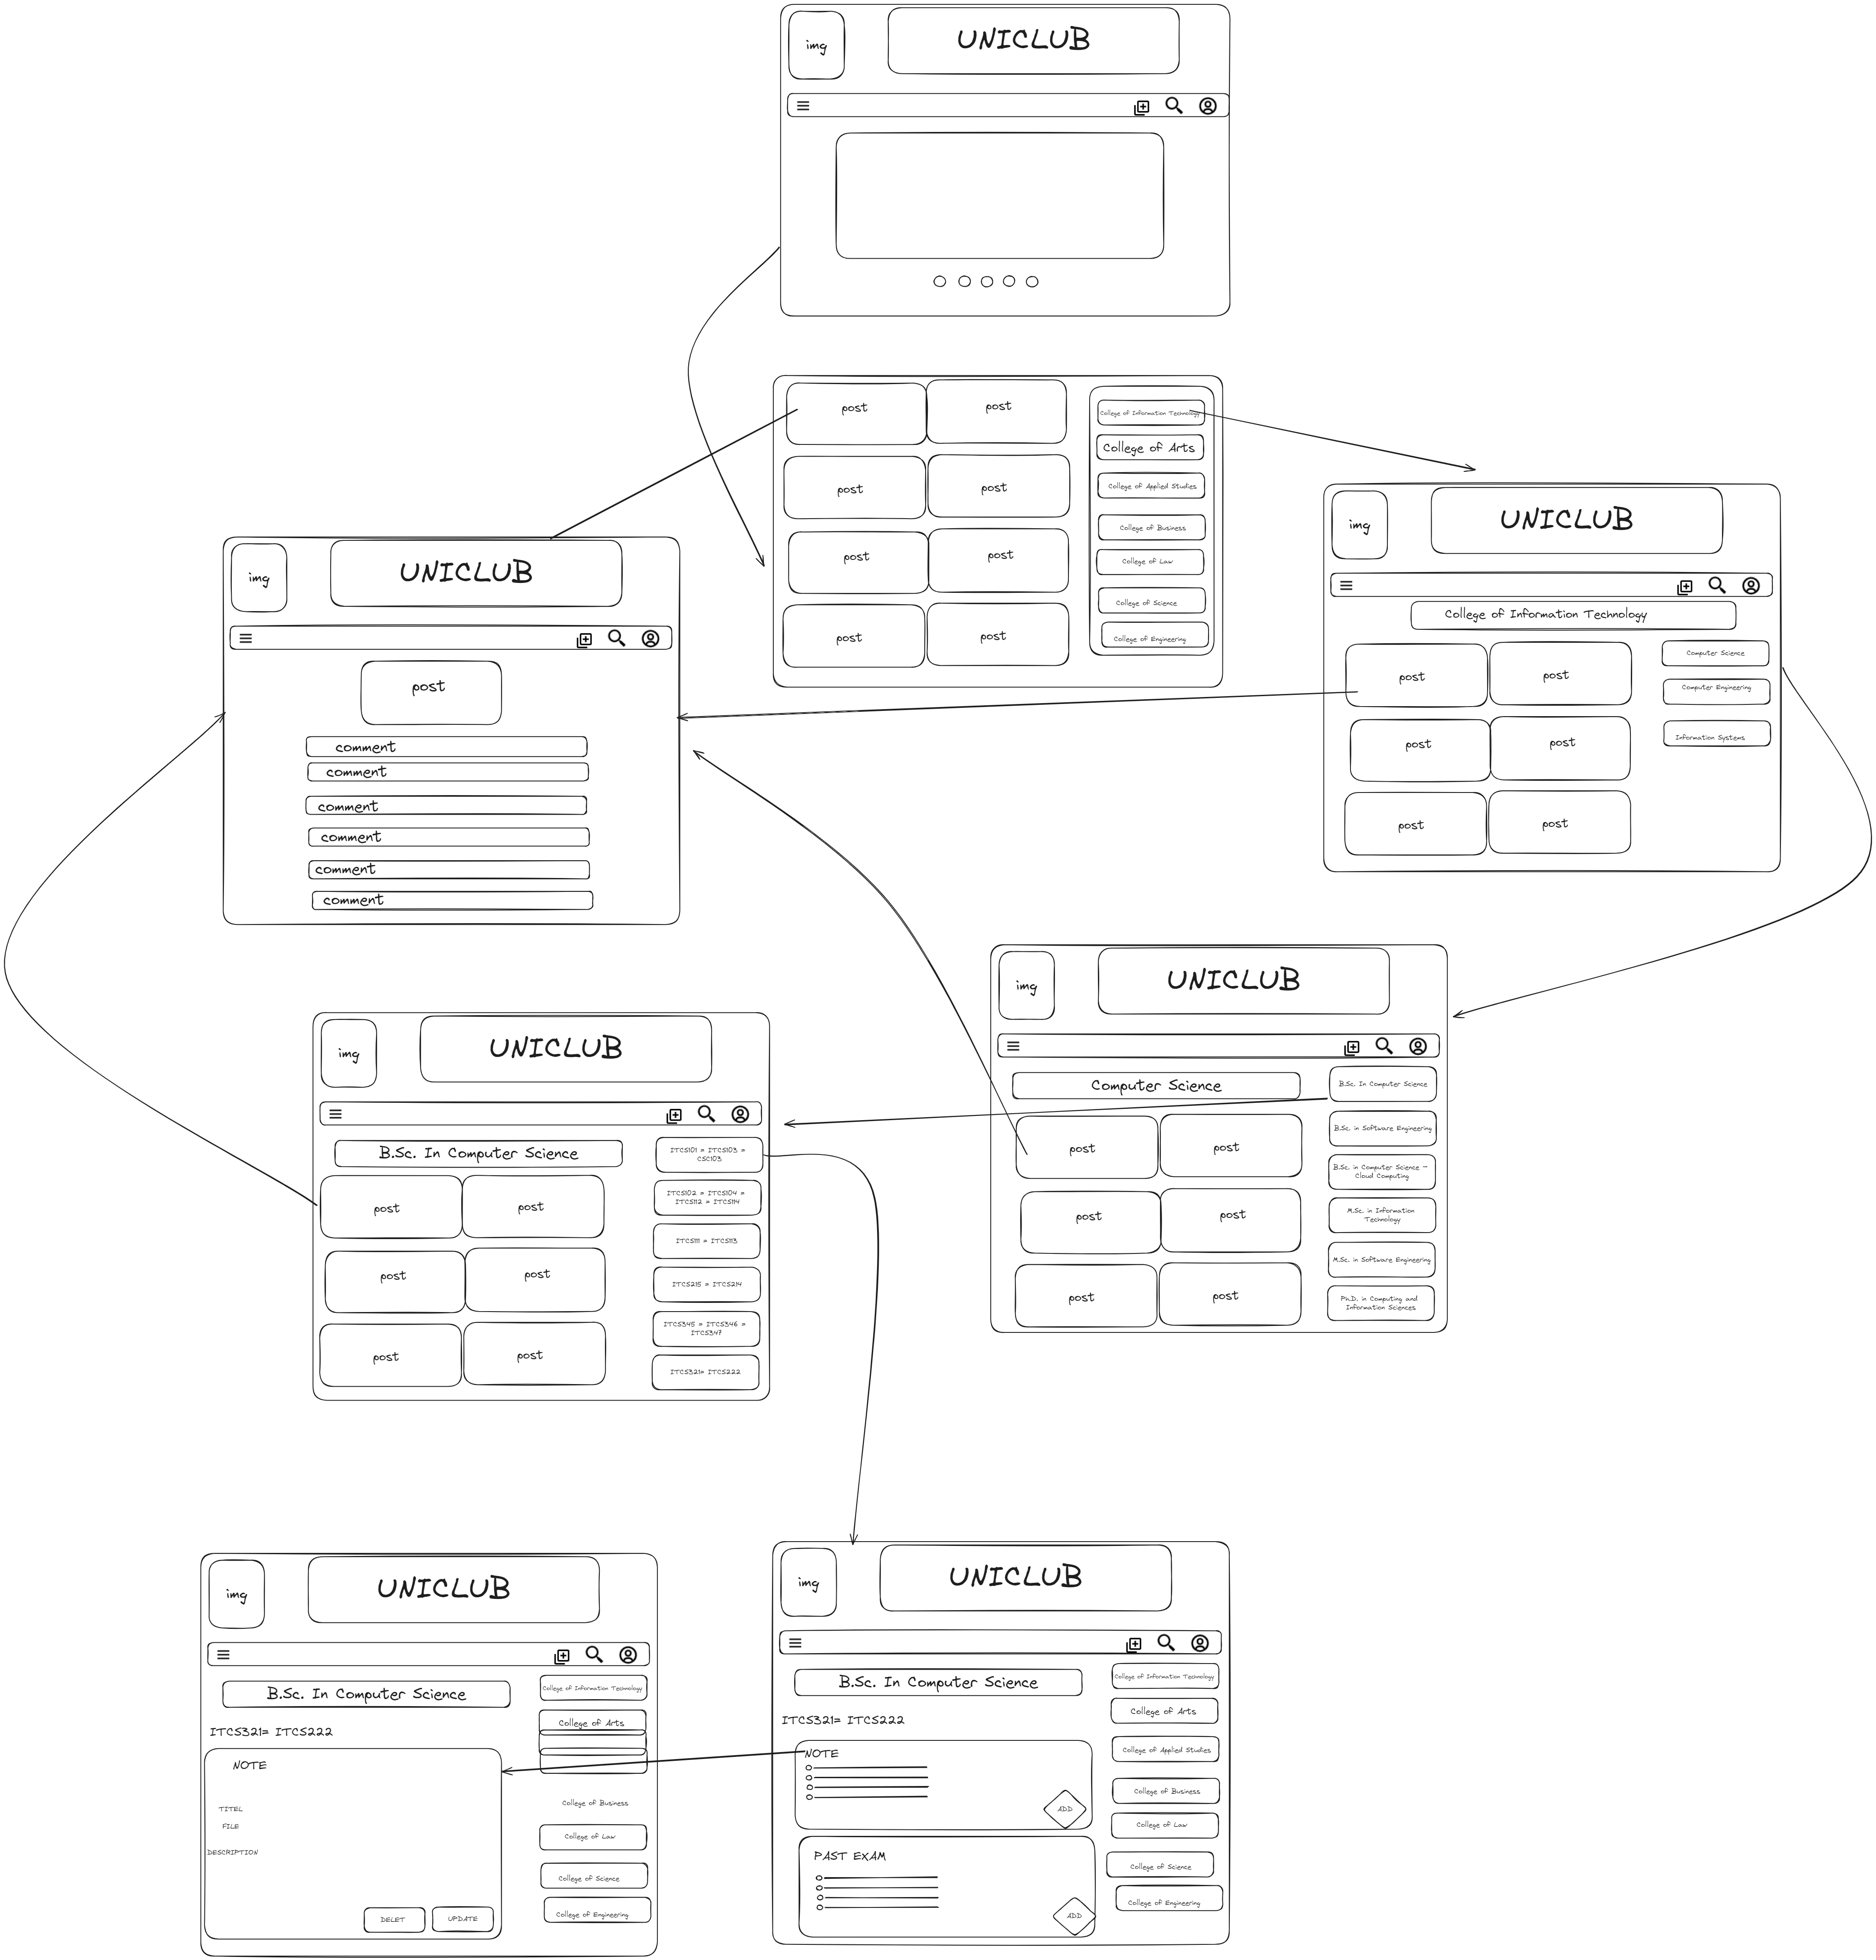 img
UNICLUB
post
post
College of Information Technology
College of Arts
post
post
College of Applied Studies
College of Business
post
post
College of Law
College of Science
post
post
College of Engineering
img
UNICLUB
College of Information Technology
post
post
Computer Science
Computer Engineering
post
post
Information Systems
post
post
img
UNICLUB
post
comment
comment
comment
comment
comment
comment
img
UNICLUB
Computer Science
B.Sc. In Computer Science
post
post
B.Sc. in Software Engineering
B.Sc. in Computer Science –
Cloud Computing
post
post
M.Sc. in Information
Technology
M.Sc. in Software Engineering
post
post
Ph.D. in Computing and
Information Sciences
img
UNICLUB
B.Sc. In Computer Science
ITCS101 = ITCS103 =
CSC103
post
post
ITCS102 = ITCS104 =
ITCS112 = ITCS114
ITCS111 = ITCS113
post
post
ITCS215 = ITCS214
ITCS345 = ITCS346 =
ITCS347
post
post
ITCS321= ITCS222
img
UNICLUB
B.Sc. In Computer Science
ITCS321= ITCS222
NOTE
ADD
PAST EXAM
ADD
College of Information Technology
College of Arts
College of Applied Studies
College of Business
College of Law
College of Science
College of Engineering
img
UNICLUB
B.Sc. In Computer Science
ITCS321= ITCS222
NOTE
TITEL
FILE
DESCRIPTION
DELET
UPDATE
College of Information Technology
College of Arts
College of Business
College of Law
College of Science
College of Engineering